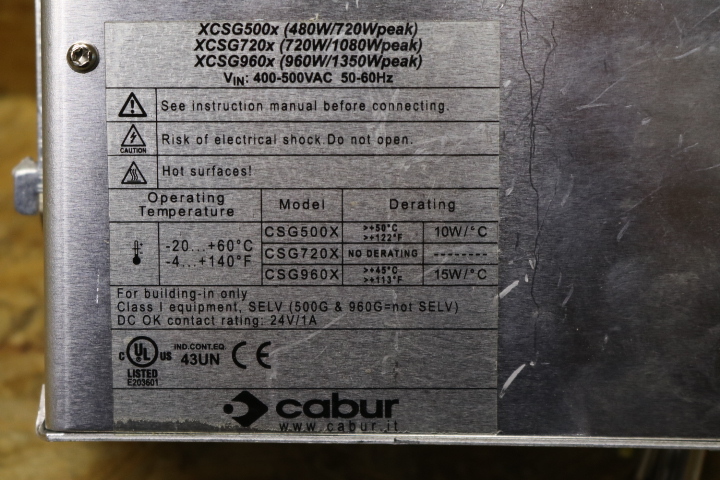 XCSG500x (480W/720Wpeak)
XCSG720x (720W/1080Wpeak)
XCSG960x (960W/1350Wpeak)
VIN: 400-500VAC 50-60Hz
See instruction manual before connecting.
CAUTION
Risk of electrical shock.Do not open.
Hot surfaces!
Operating Temperature
Model
Derating
-20...+60°C
-4...+140°F
CSG500X >+50°C >+122°F 10W/°C
CSG720X NO DERATING --------
CSG960X >+45°C >+113°F 15W/°C
For building-in only
Class I equipment, SELV (500G & 960G=not SELV)
DC OK contact rating: 24V/1A
C UL US LISTED E203601
IND.CONT.EQ
43UN
CE
cabur
www.cabur.it